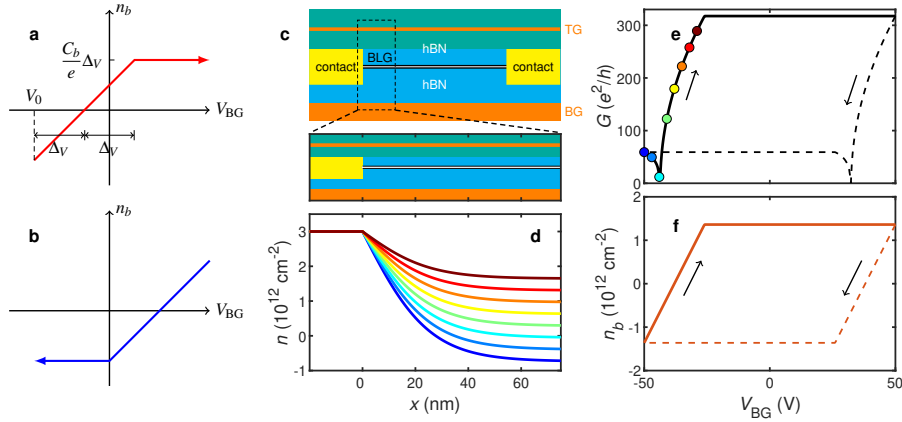 a
n_b
C_b/e Δ_V
V_0
V_BG
Δ_V
Δ_V
b
n_b
V_BG
c
TG
hBN
contact
BLG
contact
hBN
BG
d
n (10^12 cm^-2)
3
2
1
0
-1
0
20
40
60
x (nm)
e
G (e^2/h)
300
200
100
0
f
n_b (10^12 cm^-2)
2
1
0
-1
-2
-50
0
50
V_BG (V)